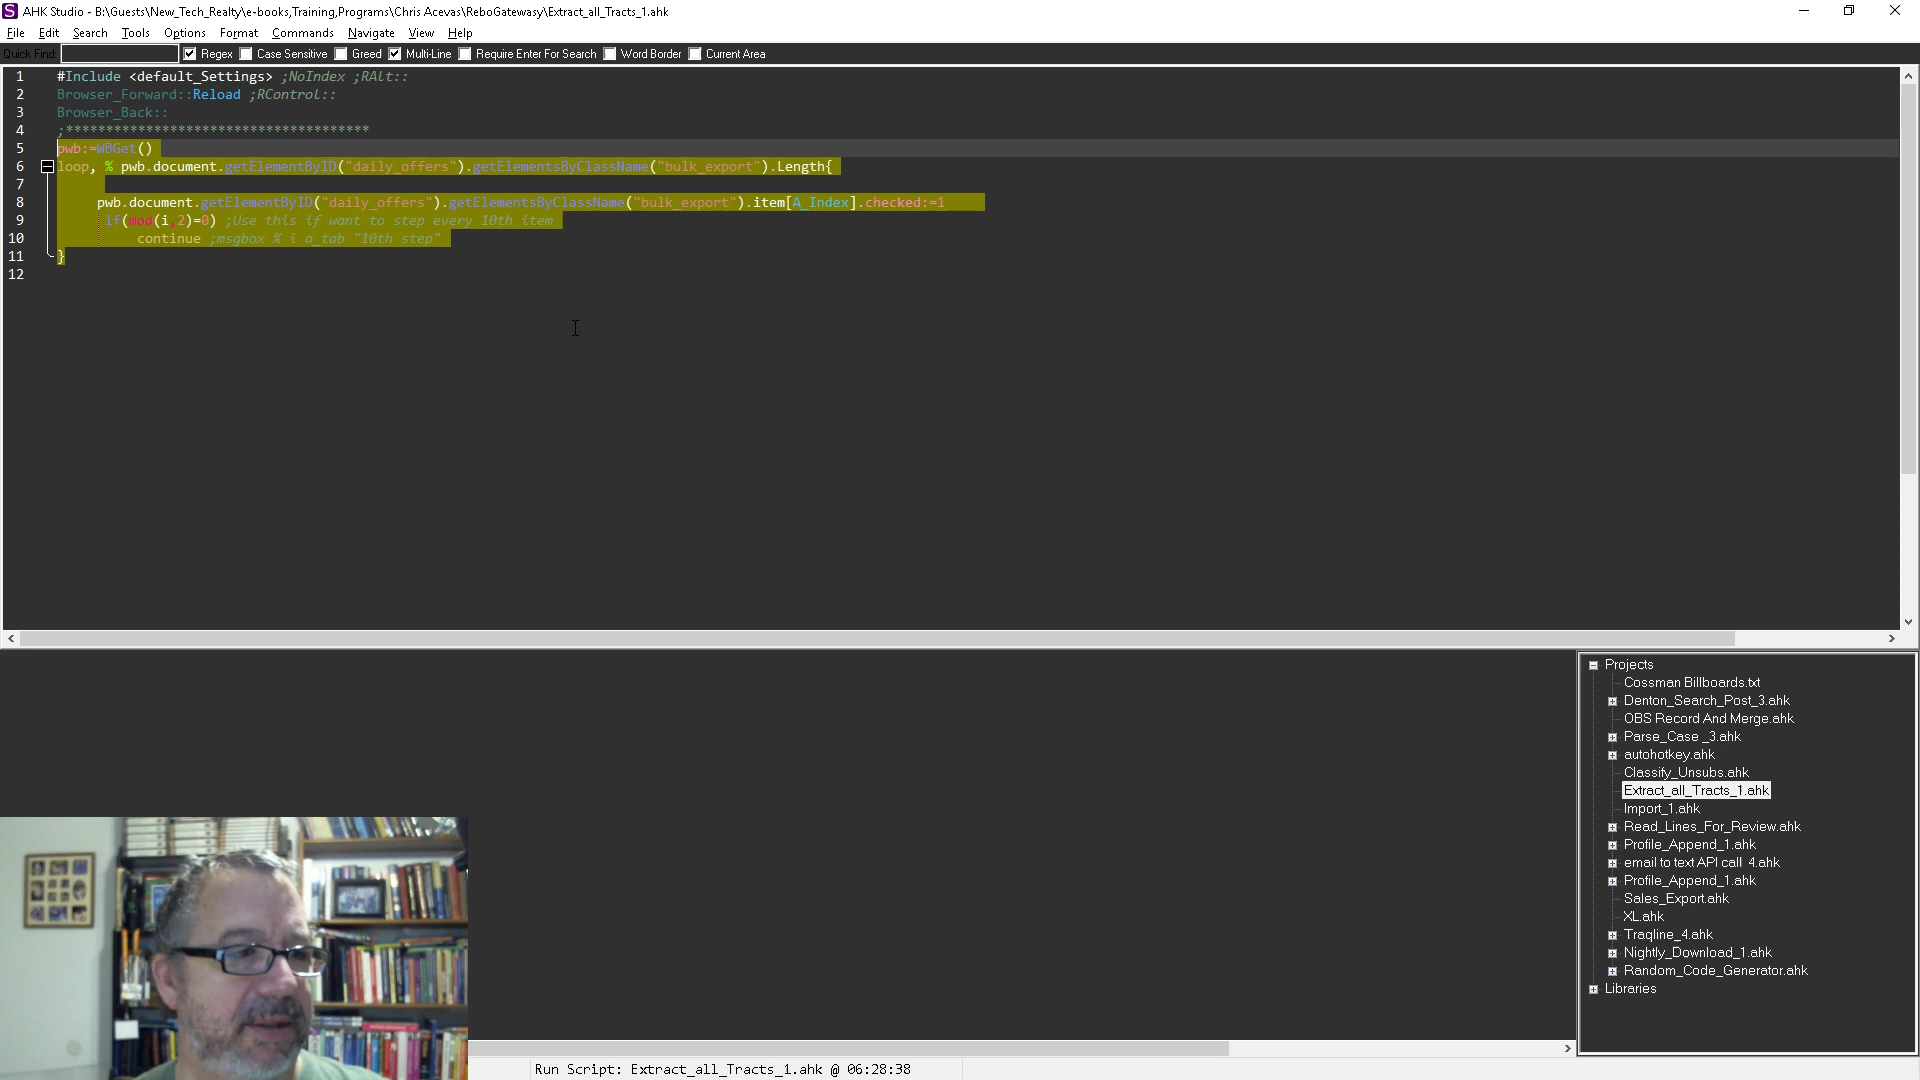 AHK Studio - B:\Guests\New_Tech_Realty\e-books,Training,Programs\Chris Acevas\ReboGatewasy\Extract_all_Tracts_1.ahk
File Edit Search Tools Options Format Commands Navigate View Help
Quick Find: Regex Case Sensitive Greed Multi-Line Require Enter For Search Word Border Current Area
1 #Include <default_Settings> ;NoIndex ;RAlt::
2 Browser_Forward::Reload ;RControl::
3 Browser_Back::
4 ;**************************************
5 pwb:=WBGet()
6 loop, % pwb.document.getElementByID("daily_offers").getElementsByClassName("bulk_export").Length{
7
8 pwb.document.getElementByID("daily_offers").getElementsByClassName("bulk_export").item[A_Index].checked:=1
9 if(mod(i,2)=0) ;Use this if want to step every 10th item
10 continue ;msgbox % i a_tab "10th step"
11 }
12
Projects
Cossman Billboards.txt
Denton_Search_Post_3.ahk
OBS Record And Merge.ahk
Parse_Case _3.ahk
autohotkey.ahk
Classify_Unsubs.ahk
Extract_all_Tracts_1.ahk
Import_1.ahk
Read_Lines_For_Review.ahk
Profile_Append_1.ahk
email to text API call 4.ahk
Profile_Append_1.ahk
Sales_Export.ahk
XL.ahk
Traqline_4.ahk
Nightly_Download_1.ahk
Random_Code_Generator.ahk
Libraries
Run Script: Extract_all_Tracts_1.ahk @ 06:28:38